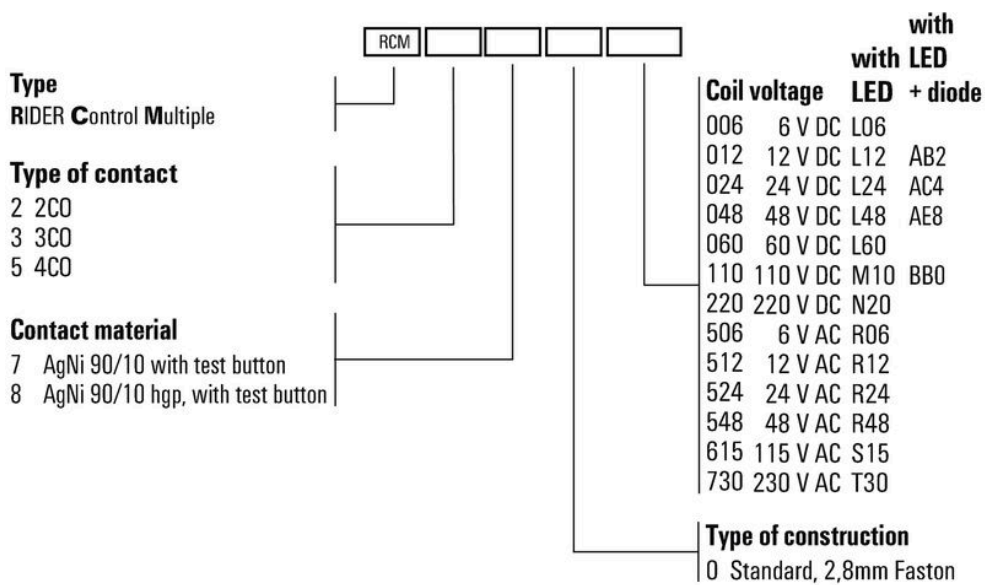 RCM
Type
RIDER Control Multiple
Type of contact
2 2CO
3 3CO
5 4CO
Contact material
7 AgNi 90/10 with test button
8 AgNi 90/10 hgp, with test button
with
with LED
Coil voltage LED + diode
006 6 V DC L06
012 12 V DC L12 AB2
024 24 V DC L24 AC4
048 48 V DC L48 AE8
060 60 V DC L60
110 110 V DC M10 BB0
220 220 V DC N20
506 6 V AC R06
512 12 V AC R12
524 24 V AC R24
548 48 V AC R48
615 115 V AC S15
730 230 V AC T30
Type of construction
0 Standard, 2,8mm Faston